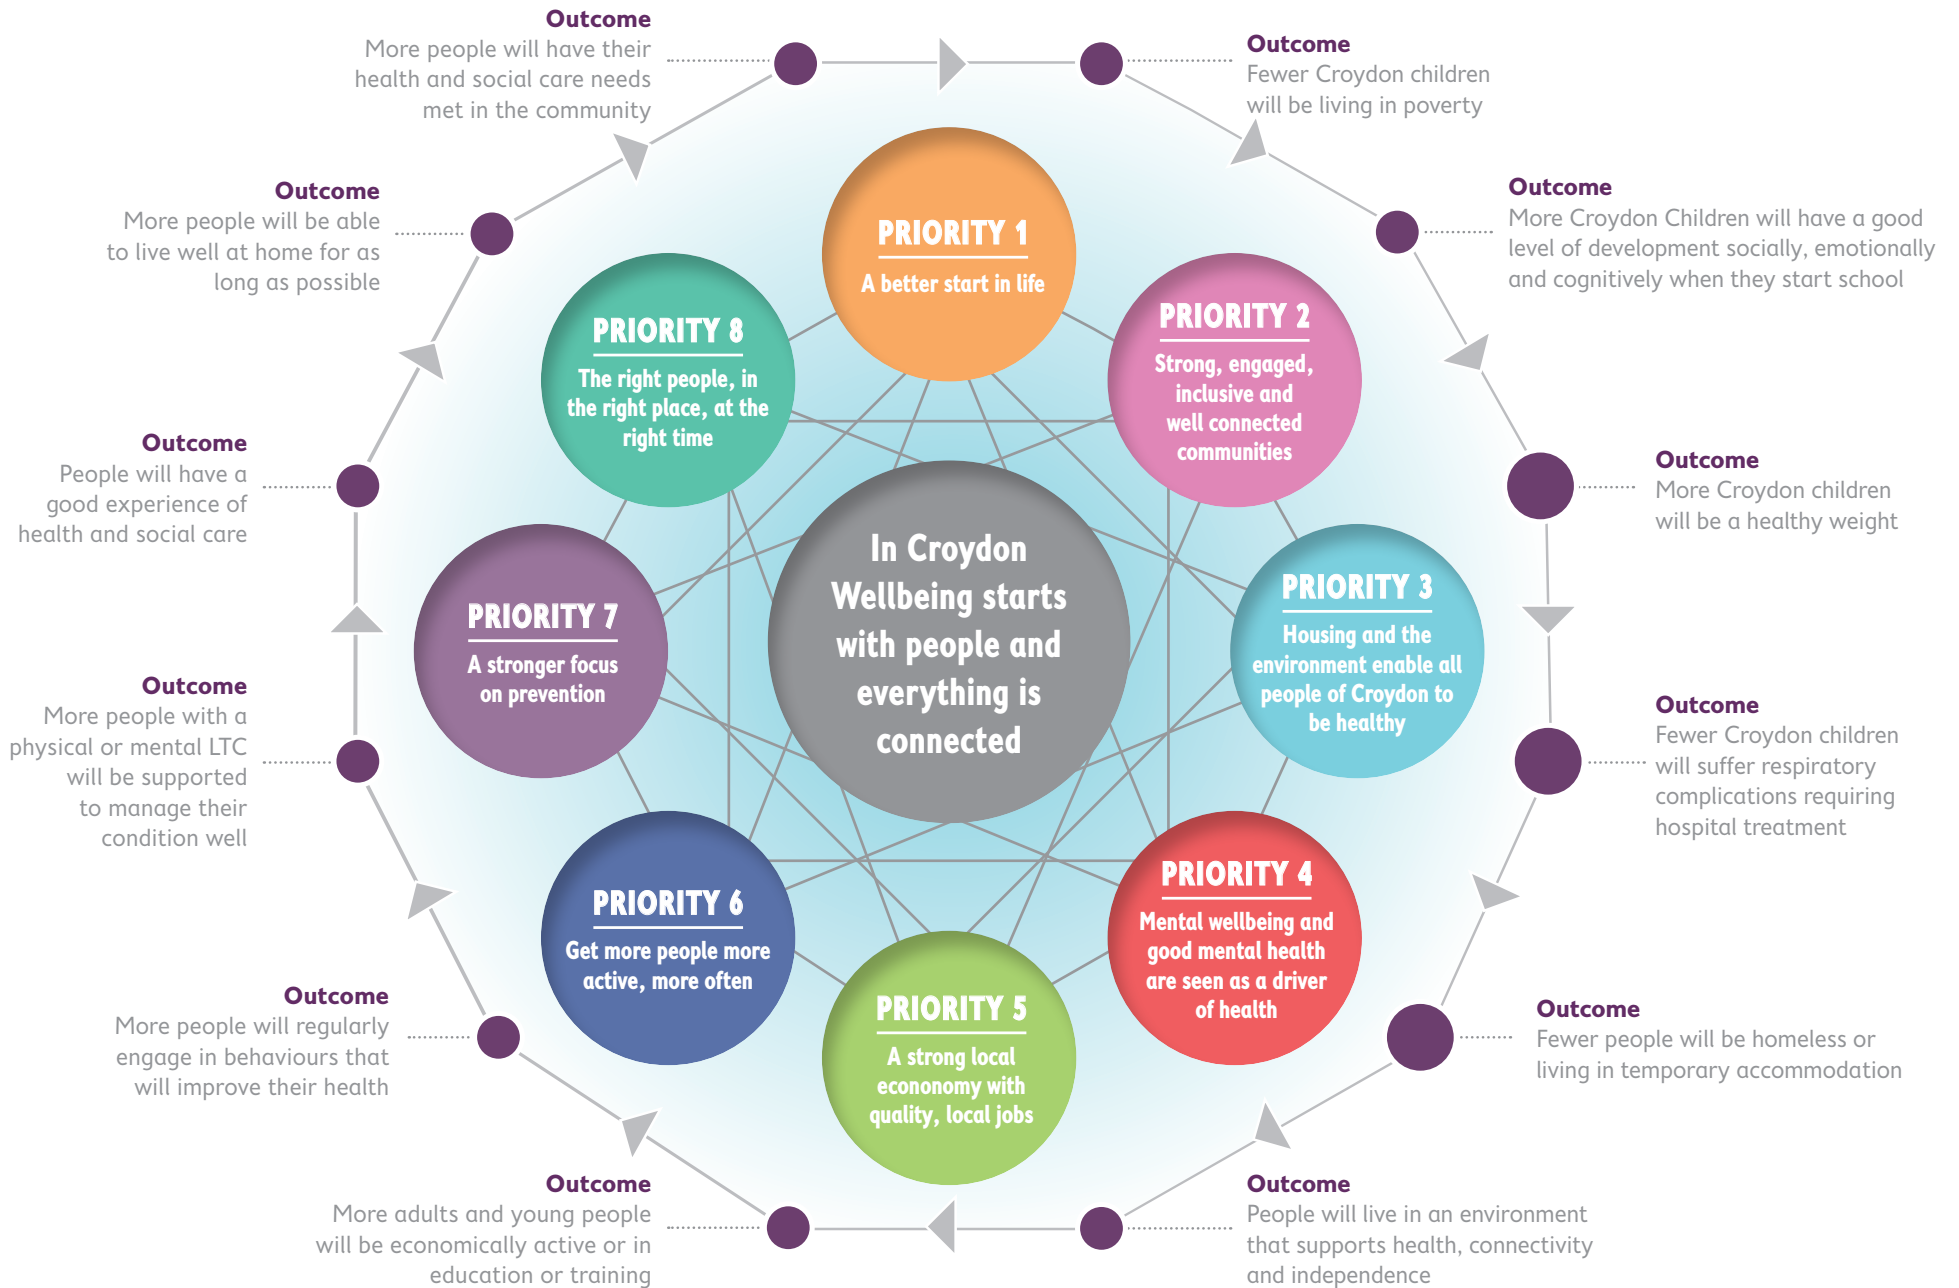 Outcome
More people will have their
health and social care needs
met in the community
Outcome
Fewer Croydon children
will be living in poverty
Outcome
More Croydon Children will have a good
level of development socially, emotionally
and cognitively when they start school
Outcome
More Croydon children
will be a healthy weight
Outcome
Fewer Croydon children
will suffer respiratory
complications requiring
hospital treatment
Outcome
Fewer people will be homeless or
living in temporary accommodation
Outcome
People will live in an environment
that supports health, connectivity
and independence
Outcome
More adults and young people
will be economically active or in
education or training
Outcome
More people will regularly
engage in behaviours that
will improve their health
Outcome
More people with a
physical or mental LTC
will be supported
to manage their
condition well
Outcome
People will have a
good experience of
health and social care
Outcome
More people will be able
to live well at home for as
long as possible
PRIORITY 1
A better start in life
PRIORITY 2
Strong, engaged,
inclusive and
well connected
communities
PRIORITY 3
Housing and the
environment enable all
people of Croydon to
be healthy
PRIORITY 4
Mental wellbeing and
good mental health
are seen as a driver
of health
PRIORITY 5
A strong local
econonomy with
quality, local jobs
PRIORITY 6
Get more people more
active, more often
PRIORITY 7
A stronger focus
on prevention
PRIORITY 8
The right people, in
the right place, at the
right time
In Croydon
Wellbeing starts
with people and
everything is
connected